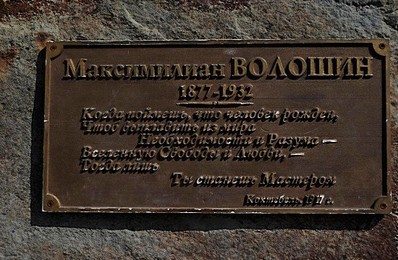 Максимилиан ВОЛОШИН
1877-1932
Когда поймешь, что человек рожден,
Чтоб выплавить из мира
Необходимости и Разума —
Вселенную Свободы и Любви, —
Тогда лишь
Ты станешь Мастером
Коктебель, 1917 г.